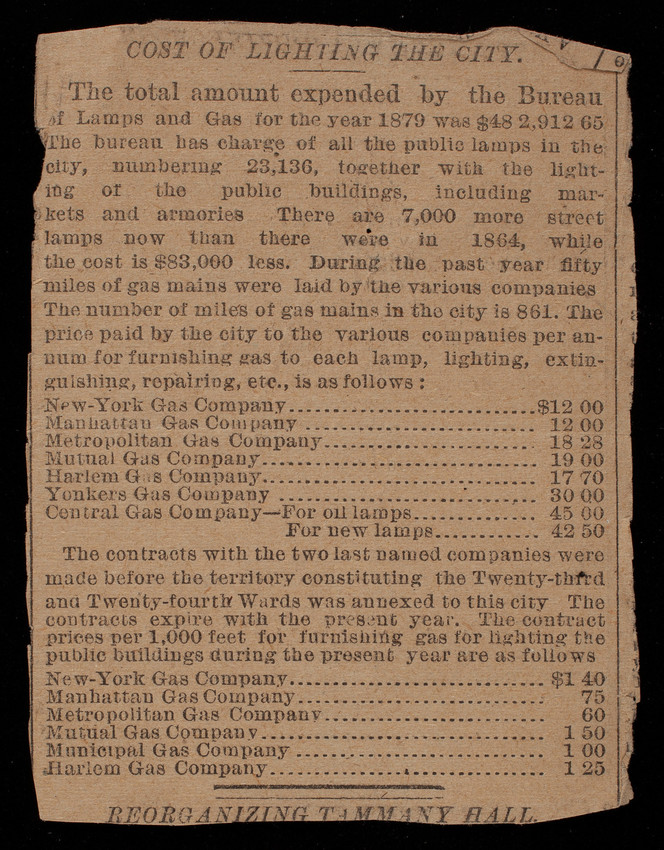 COST OF LIGHTING THE CITY.
The total amount expended by the Bureau
of Lamps and Gas for the year 1879 was $48 2,912 65
The bureau has charge of all the public lamps in the
city, numbering 23,136, together with the light-
ing of the public buildings, including mar-
kets and armories There are 7,000 more street
lamps now than there were in 1864, while
the cost is $83,000 less. During the past year fifty
miles of gas mains were laid by the various companies
The number of miles of gas mains in the city is 861. The
price paid by the city to the various companies per an-
num for furnishing gas to each lamp, lighting, extin-
guishing, repairing, etc., is as follows :
New-York Gas Company..............................$12 00
Manhattan Gas Company .............................. 12 00
Metropolitan Gas Company........................... 18 28
Mutual Gas Company.................................. 19 00
Harlem Gas Company.................................. 17 70
Yonkers Gas Company ................................ 30 00
Central Gas Company—For oil lamps............... 45 00
For new lamps............ 42 50
The contracts with the two last named companies were
made before the territory constituting the Twenty-third
and Twenty-fourth Wards was annexed to this city The
contracts expire with the present year. The contract
prices per 1,000 feet for furnishing gas for lighting the
public buildings during the present year are as follows
New-York Gas Company............................... $1 40
Manhattan Gas Company.............................. 75
Metropolitan Gas Company........................... 60
Mutual Gas Company.................................. 1 50
Municipal Gas Company .............................. 1 00
Harlem Gas Company.................................. 1 25
REORGANIZING TAMMANY HALL.